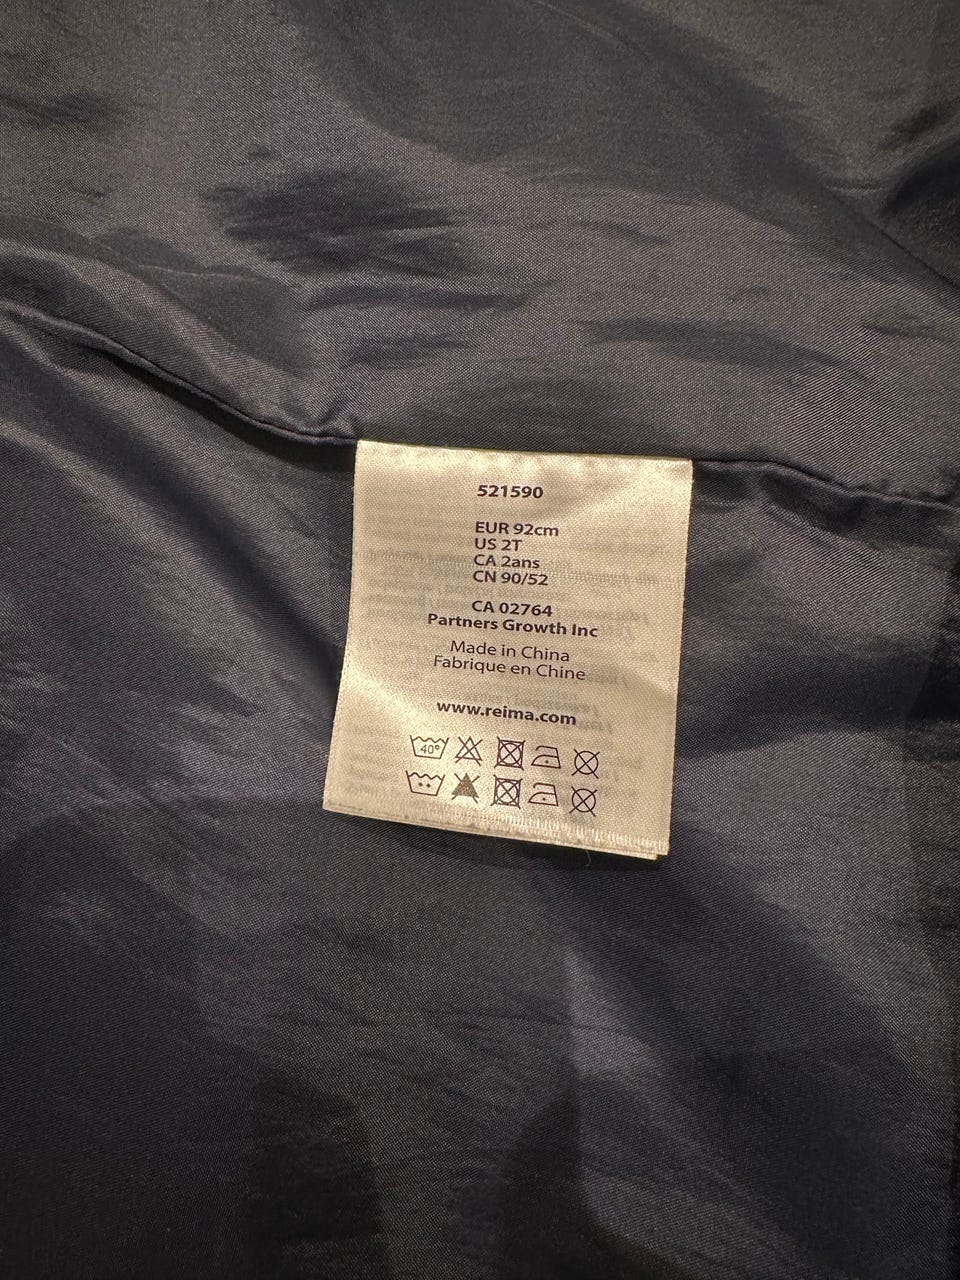 521590
EUR 92cm
US 2T
CA 2ans
CN 90/52
CA 02764
Partners Growth Inc
Made in China
Fabrique en Chine
www.reima.com
40°